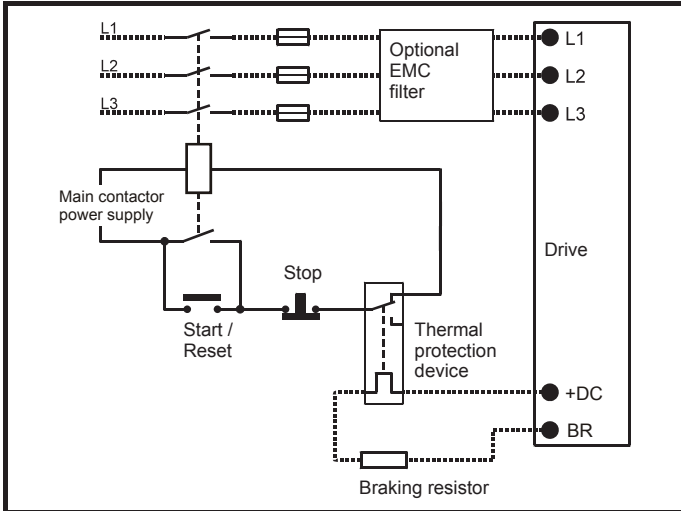 L1
L2
L3
Optional
EMC
filter
L1
L2
L3
Main contactor
power supply
Drive
Stop
Start /
Reset
Thermal
protection
device
+DC
BR
Braking resistor